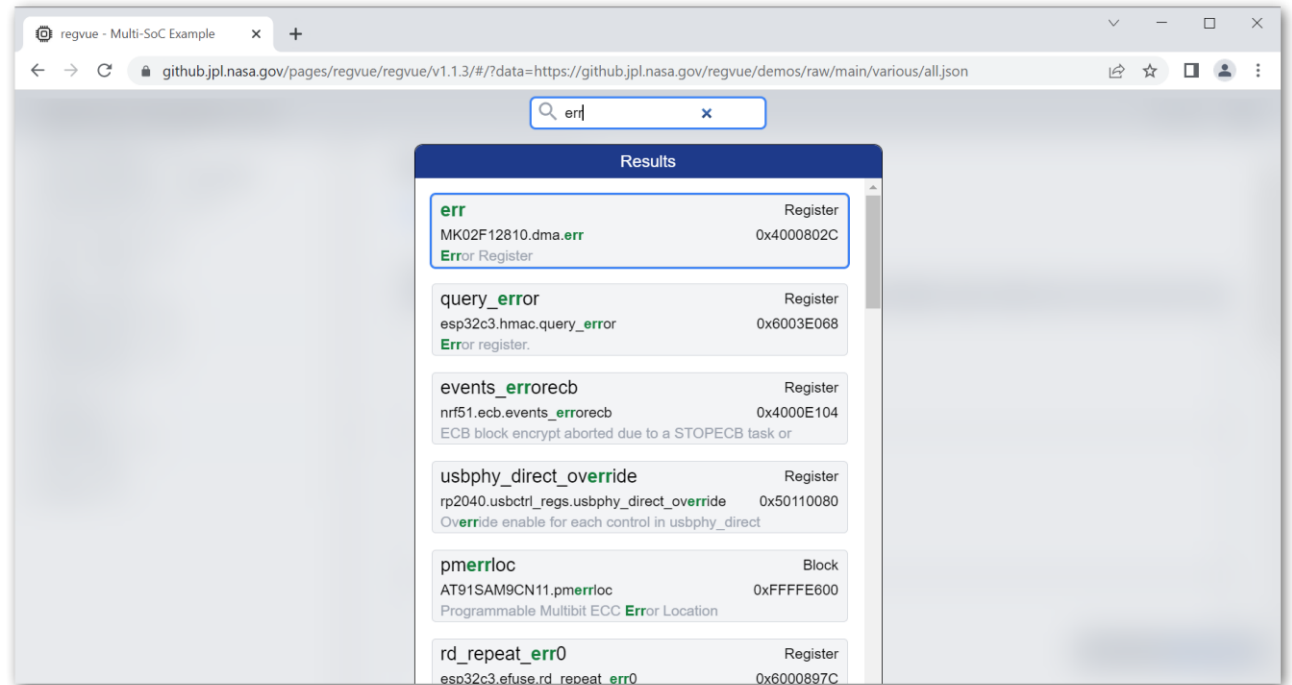 regvue - Multi-SoC Example
github.jpl.nasa.gov/pages/regvue/regvue/v1.1.3/#/?data=https://github.jpl.nasa.gov/regvue/demos/raw/main/various/all.json
err
Results
err Register
MK02F12810.dma.err 0x4000802C
Error Register
query_error Register
esp32c3.hmac.query_error 0x6003E068
Error register.
events_errorecb Register
nrf51.ecb.events_errorecb 0x4000E104
ECB block encrypt aborted due to a STOPECB task or
usbphy_direct_override Register
rp2040.usbctrl_regs.usbphy_direct_override 0x50110080
Override enable for each control in usbphy_direct
pmerrloc Block
AT91SAM9CN11.pmerrloc 0xFFFFE600
Programmable Multibit ECC Error Location
rd_repeat_err0 Register
esp32c3.efuse.rd_repeat_err0 0x6000897C